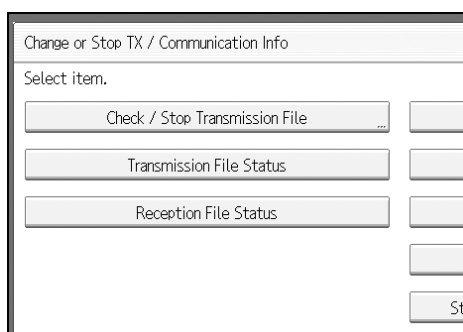 Change or Stop TX / Communication Info
Select item.
Check / Stop Transmission File
Transmission File Status
Reception File Status